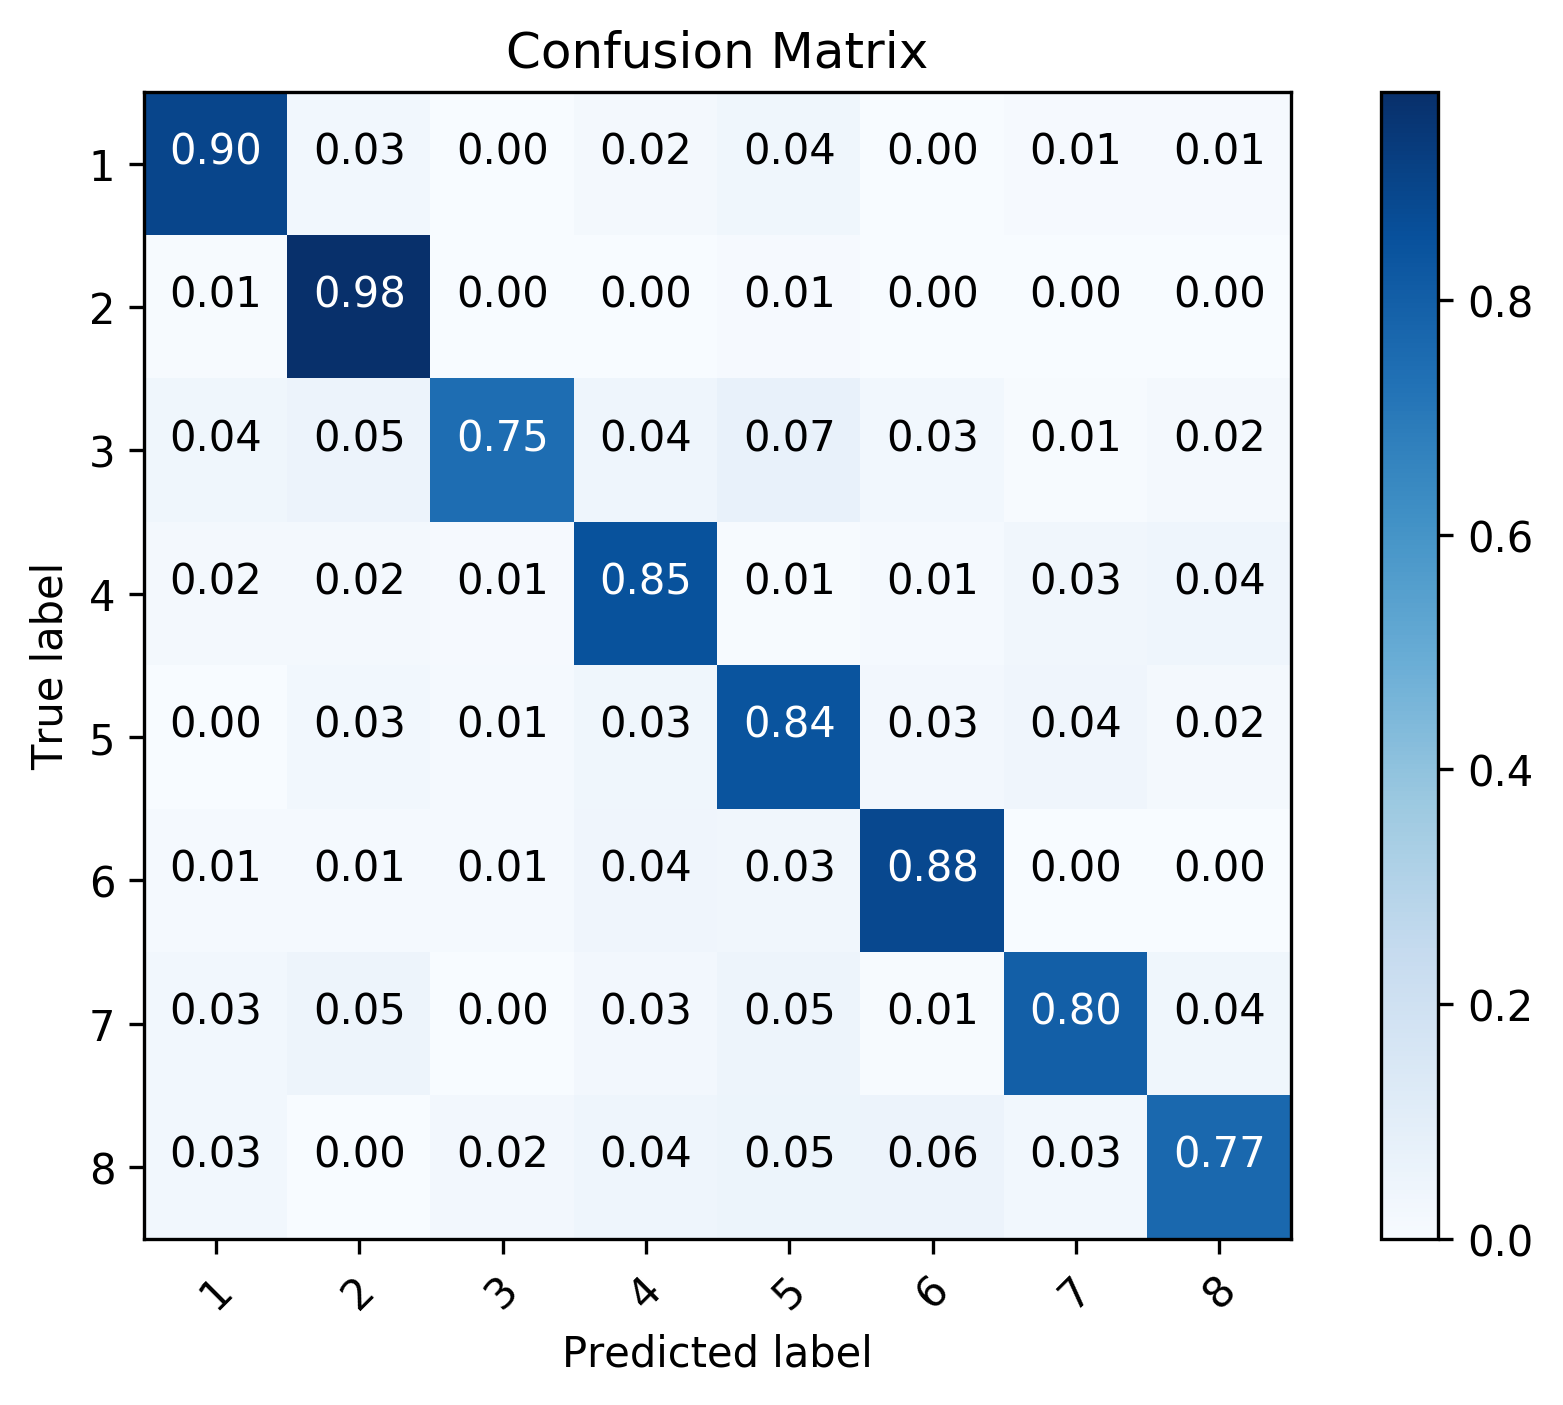 Confusion Matrix
1 0.90 0.03 0.00 0.02 0.04 0.00 0.01 0.01
2 0.01 0.98 0.00 0.00 0.01 0.00 0.00 0.00
3 0.04 0.05 0.75 0.04 0.07 0.03 0.01 0.02
4 0.02 0.02 0.01 0.85 0.01 0.01 0.03 0.04
5 0.00 0.03 0.01 0.03 0.84 0.03 0.04 0.02
6 0.01 0.01 0.01 0.04 0.03 0.88 0.00 0.00
7 0.03 0.05 0.00 0.03 0.05 0.01 0.80 0.04
8 0.03 0.00 0.02 0.04 0.05 0.06 0.03 0.77
1 2 3 4 5 6 7 8
Predicted label
True label
0.8
0.6
0.4
0.2
0.0